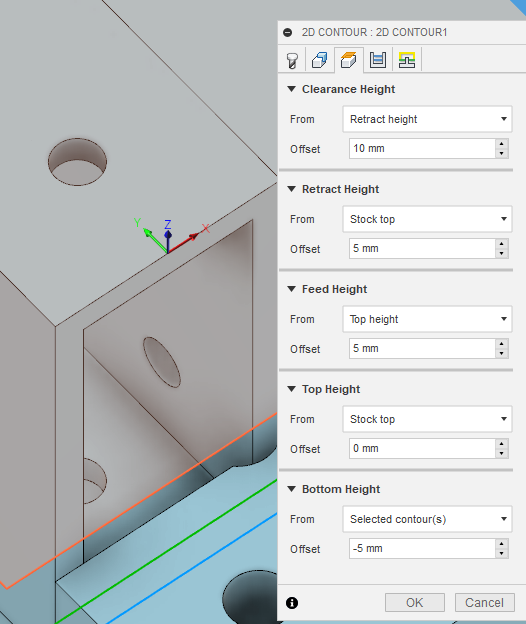 2D CONTOUR : 2D CONTOUR1
Clearance Height
From Retract height
Offset 10 mm
Retract Height
From Stock top
Offset 5 mm
Feed Height
From Top height
Offset 5 mm
Top Height
From Stock top
Offset 0 mm
Bottom Height
From Selected contour(s)
Offset -5 mm
OK Cancel
Y Z X